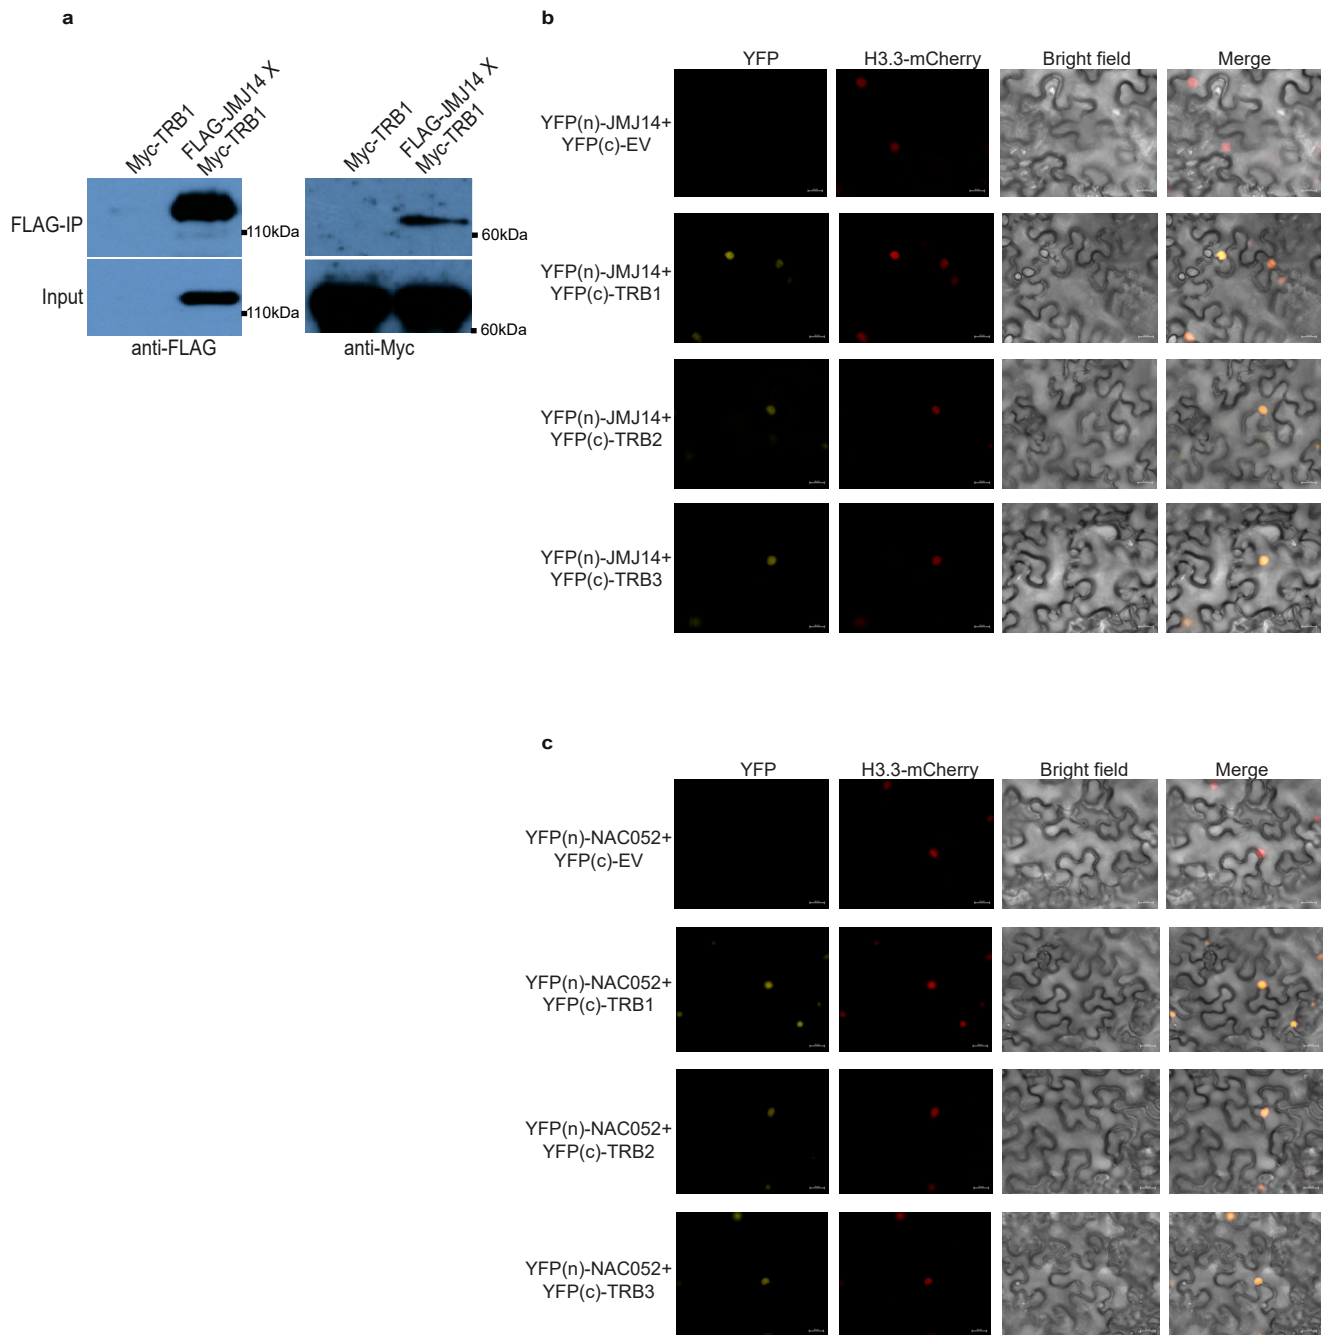 a
Myc-TRB1
FLAG-JMJ14 X
Myc-TRB1
Myc-TRB1
FLAG-JMJ14 X
Myc-TRB1
FLAG-IP
110kDa
60kDa
Input
110kDa
60kDa
anti-FLAG
anti-Myc
b
YFP
H3.3-mCherry
Bright field
Merge
YFP(n)-JMJ14+
YFP(c)-EV
YFP(n)-JMJ14+
YFP(c)-TRB1
YFP(n)-JMJ14+
YFP(c)-TRB2
YFP(n)-JMJ14+
YFP(c)-TRB3
c
YFP
H3.3-mCherry
Bright field
Merge
YFP(n)-NAC052+
YFP(c)-EV
YFP(n)-NAC052+
YFP(c)-TRB1
YFP(n)-NAC052+
YFP(c)-TRB2
YFP(n)-NAC052+
YFP(c)-TRB3